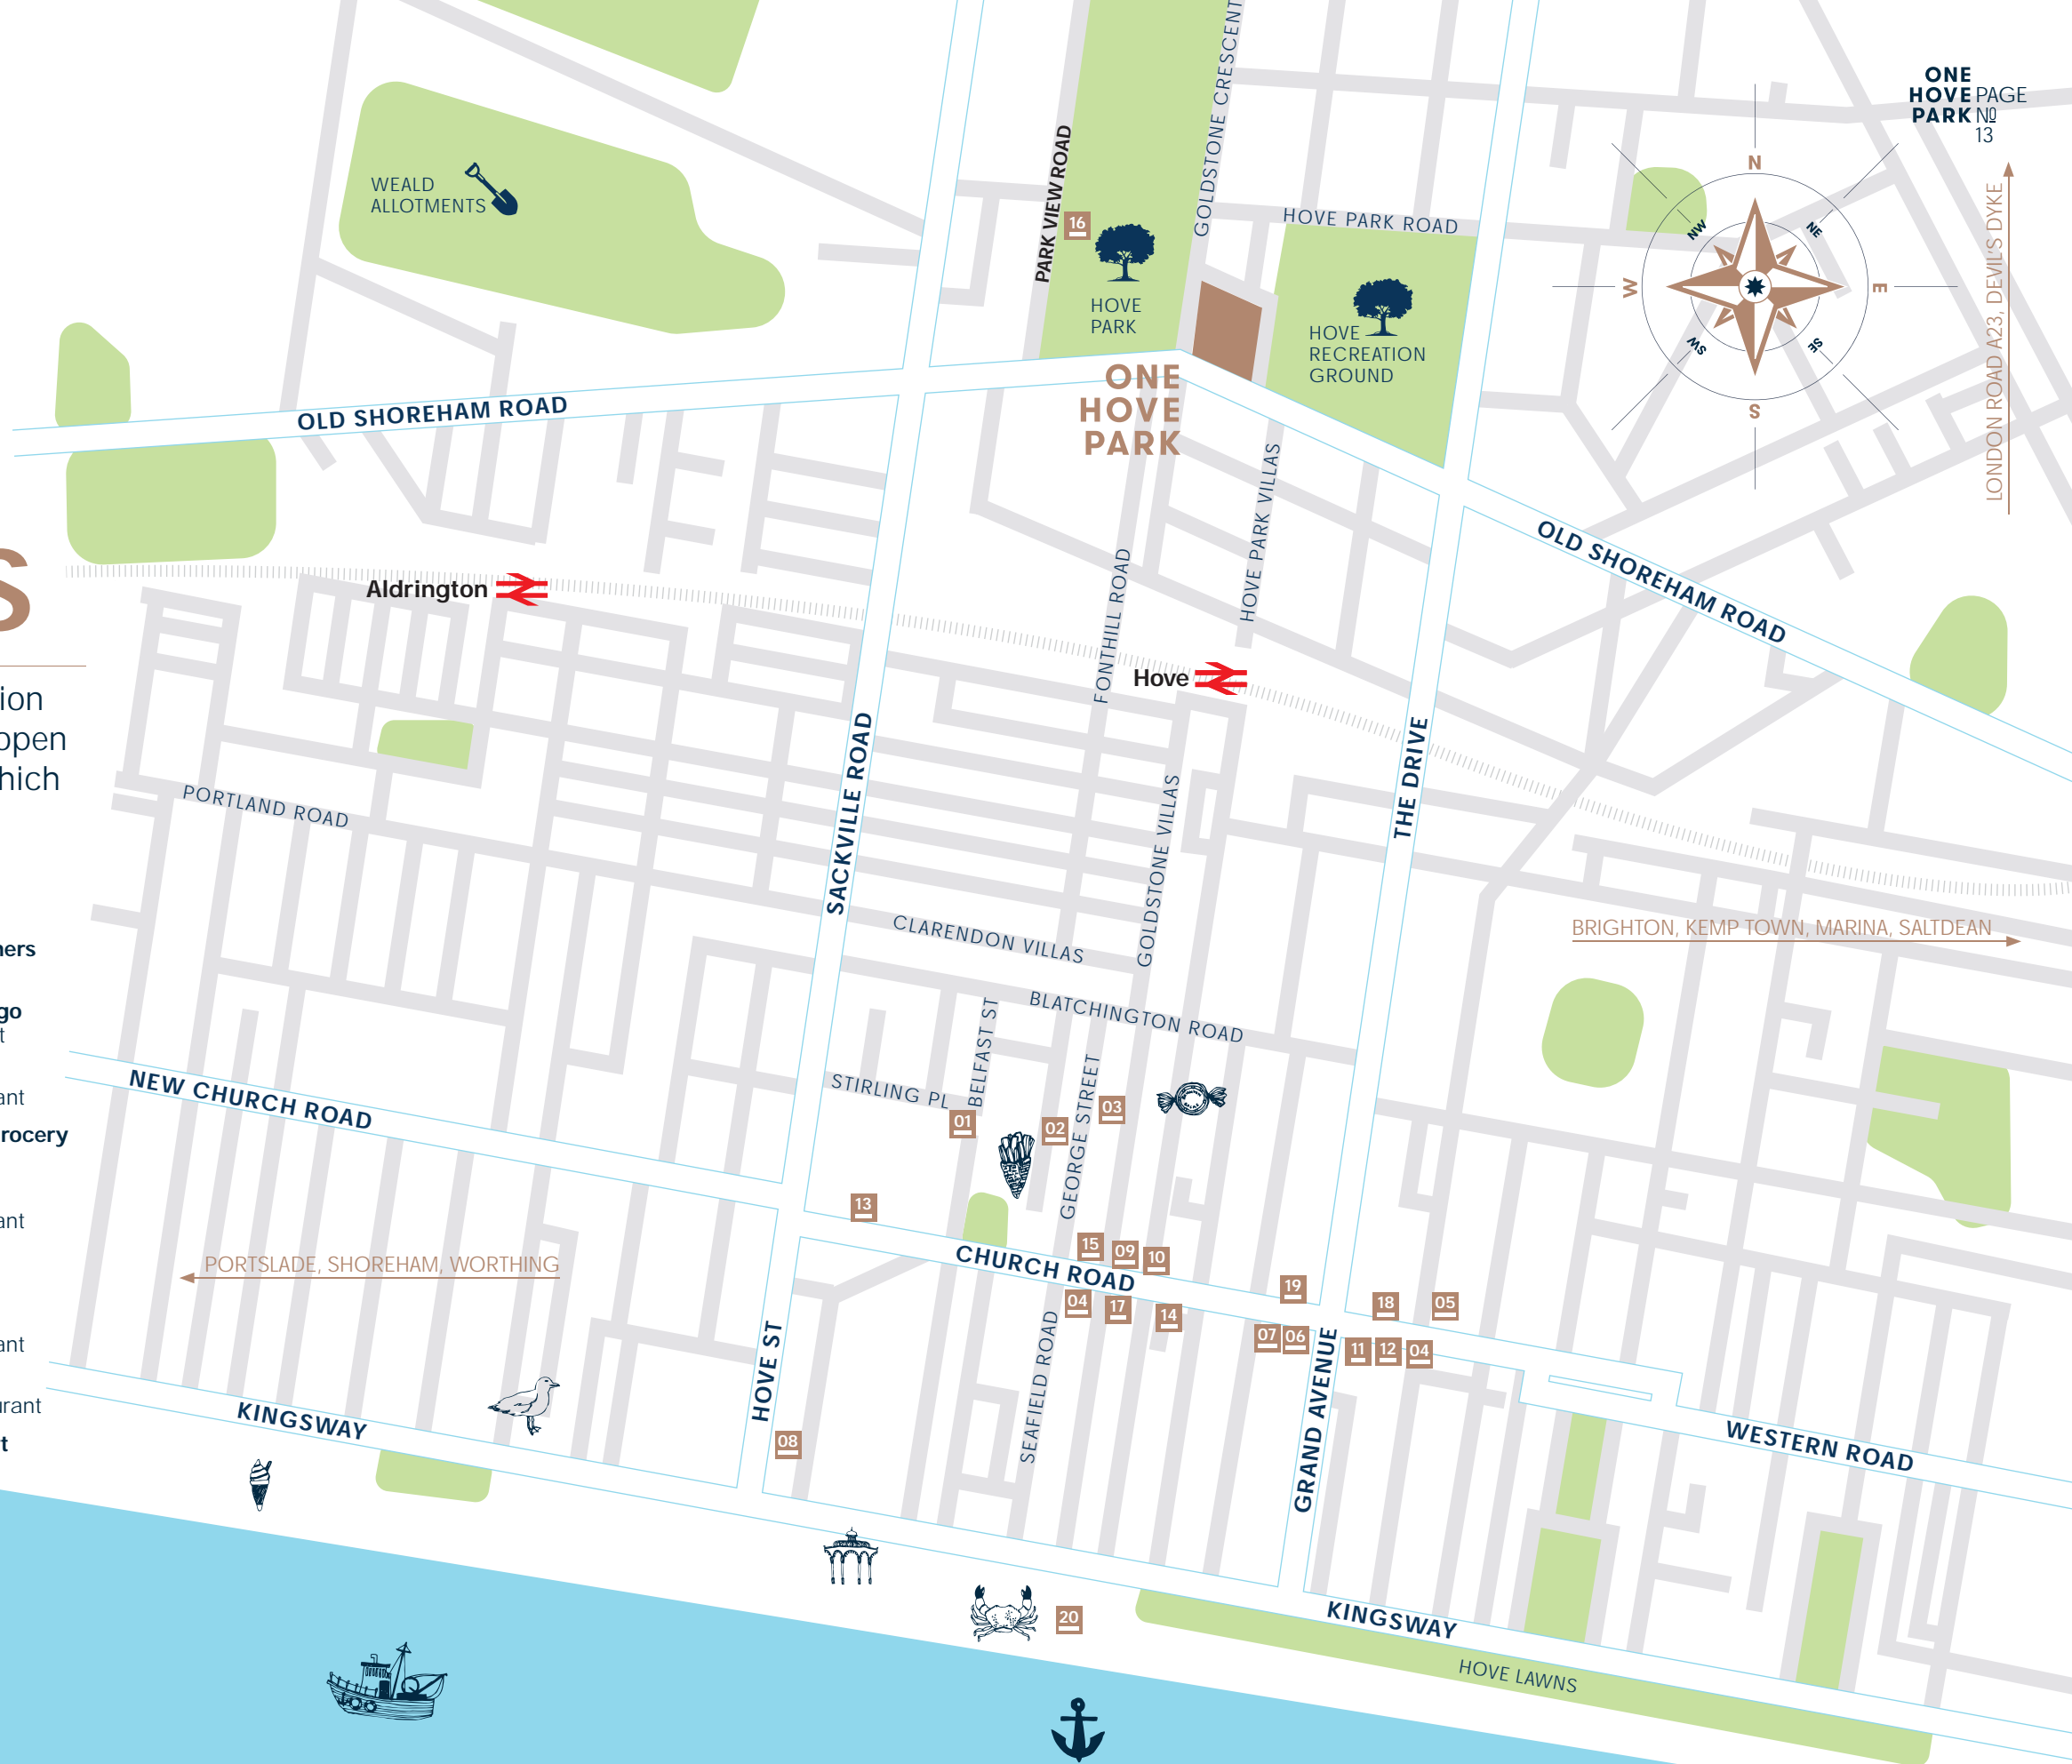 ONE
HOVE
PARK
PAGE
№
13
GOLDSTONE CRESCENT
PARK VIEW ROAD
WEALD
ALLOTMENTS
16
HOVE
PARK
HOVE PARK ROAD
HOVE
RECREATION
GROUND
N
NE
E
SE
S
SW
W
NW
LONDON ROAD A23, DEVIL'S DYKE
ONE
HOVE
PARK
OLD SHOREHAM ROAD
OLD SHOREHAM ROAD
HOVE PARK VILLAS
FONTHILL ROAD
Aldrington
Hove
S
ion
open
hich
SACKVILLE ROAD
THE DRIVE
PORTLAND ROAD
GOLDSTONE VILLAS
CLARENDON VILLAS
BRIGHTON, KEMP TOWN, MARINA, SALTDEAN
BLATCHINGTON ROAD
ners
go
t
ant
rocery
ant
ant
urant
t
NEW CHURCH ROAD
STIRLING PL
BELFAST ST
GEORGE STREET
01
02
03
13
PORTSLADE, SHOREHAM, WORTHING
CHURCH ROAD
15
09
10
19
18
05
04
17
14
07
06
11
12
04
HOVE ST
SEAFIELD ROAD
GRAND AVENUE
08
KINGSWAY
WESTERN ROAD
20
KINGSWAY
HOVE LAWNS